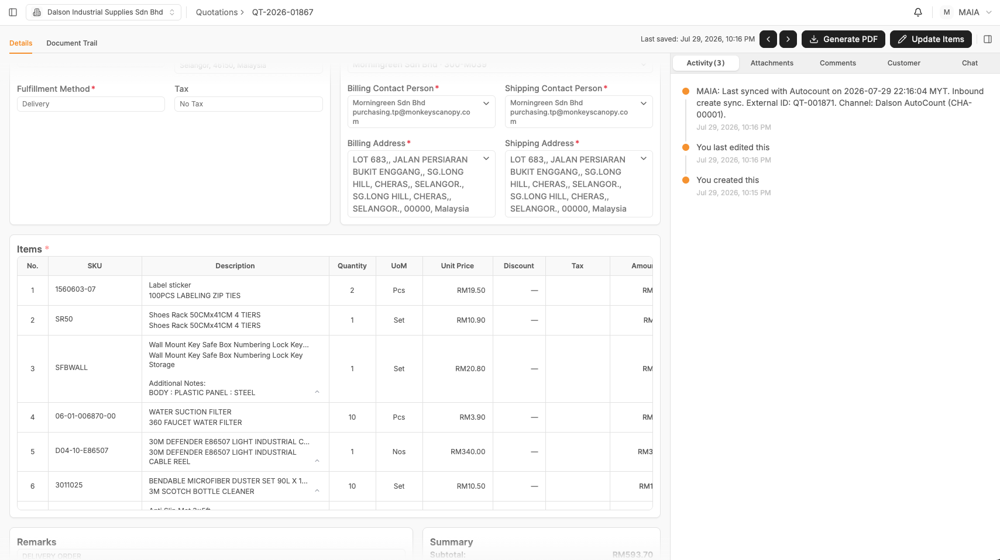 Dalson Industrial Supplies Sdn Bhd
Quotations > QT-2026-01867
M MAIA
Details
Document Trail
Last saved: Jul 29, 2026, 10:16 PM
Generate PDF
Update Items
Selangor, 46150, Malaysia
Morningreen Sdn Bhd · 300-M039
Fulfillment Method*
Delivery
Tax
No Tax
Billing Contact Person*
Morningreen Sdn Bhd
purchasing.tp@monkeyscanopy.co
m
Shipping Contact Person*
Morningreen Sdn Bhd
purchasing.tp@monkeyscanopy.co
m
Billing Address*
LOT 683,, JALAN PERSIARAN
BUKIT ENGGANG,, SG.LONG
HILL, CHERAS,, SELANGOR.,
SG.LONG HILL, CHERAS,,
SELANGOR., 00000, Malaysia
Shipping Address*
LOT 683,, JALAN PERSIARAN
BUKIT ENGGANG,, SG.LONG
HILL, CHERAS,, SELANGOR.,
SG.LONG HILL, CHERAS,,
SELANGOR., 00000, Malaysia
Items *
No. SKU Description Quantity UoM Unit Price Discount Tax Amoun
1 1560603-07 Label sticker
100PCS LABELING ZIP TIES 2 Pcs RM19.50 — RM
2 SR50 Shoes Rack 50CMx41CM 4 TIERS
Shoes Rack 50CMx41CM 4 TIERS 1 Set RM10.90 — RM
3 SFBWALL Wall Mount Key Safe Box Numbering Lock Key...
Wall Mount Key Safe Box Numbering Lock Key
Storage
Additional Notes:
BODY : PLASTIC PANEL : STEEL 1 Set RM20.80 — RM
4 06-01-006870-00 WATER SUCTION FILTER
360 FAUCET WATER FILTER 10 Pcs RM3.90 — RM
5 D04-10-E86507 30M DEFENDER E86507 LIGHT INDUSTRIAL C...
30M DEFENDER E86507 LIGHT INDUSTRIAL
CABLE REEL 1 Nos RM340.00 — RM3
6 3011025 BENDABLE MICROFIBER DUSTER SET 90L X 1...
3M SCOTCH BOTTLE CLEANER 10 Set RM10.50 — RM1
Anti Slip Mat
Remarks
DELIVERY ORDER
Summary
Subtotal: RM593.70
Activity(3)
Attachments
Comments
Customer
Chat
MAIA: Last synced with Autocount on 2026-07-29 22:16:04 MYT. Inbound
create sync. External ID: QT-001871. Channel: Dalson AutoCount (CHA-
00001).
Jul 29, 2026, 10:16 PM
You last edited this
Jul 29, 2026, 10:16 PM
You created this
Jul 29, 2026, 10:15 PM